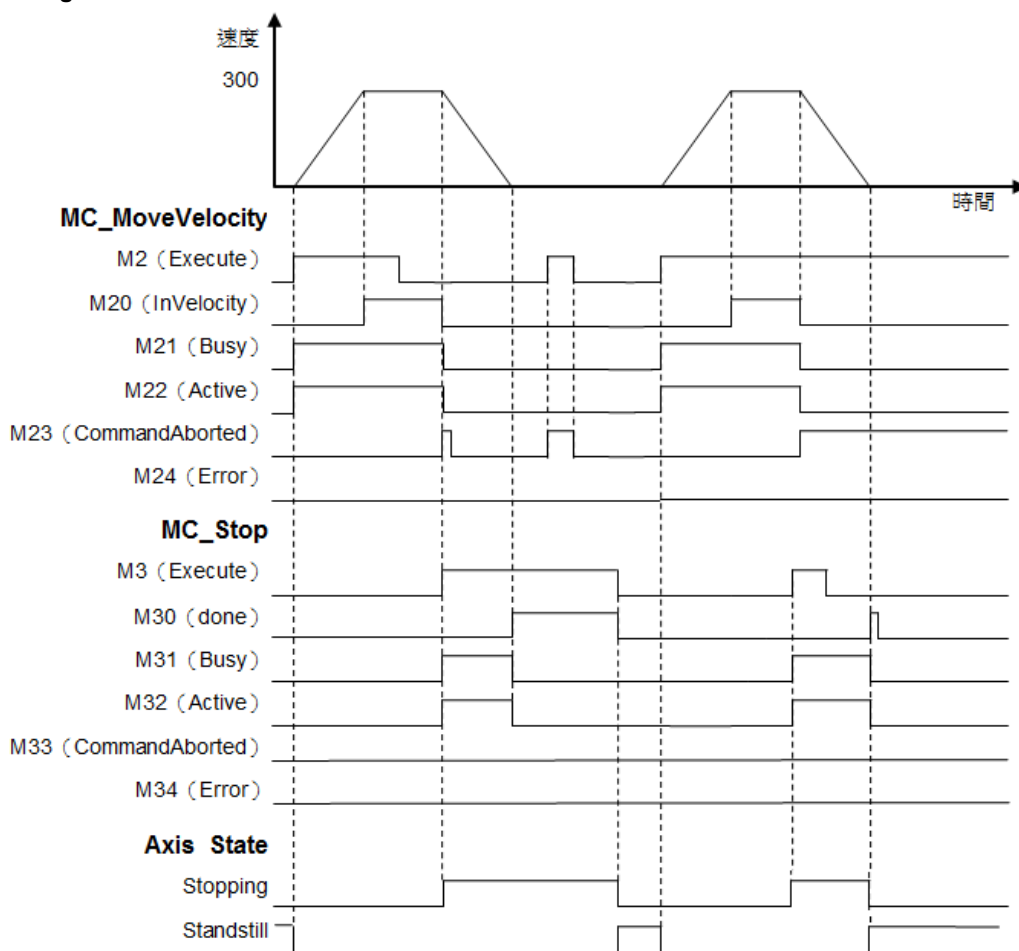 速度
300
時間
MC_MoveVelocity
M2（Execute）
M20（InVelocity）
M21（Busy）
M22（Active）
M23（CommandAborted）
M24（Error）
MC_Stop
M3（Execute）
M30（done）
M31（Busy）
M32（Active）
M33（CommandAborted）
M34（Error）
Axis State
Stopping
Standstill